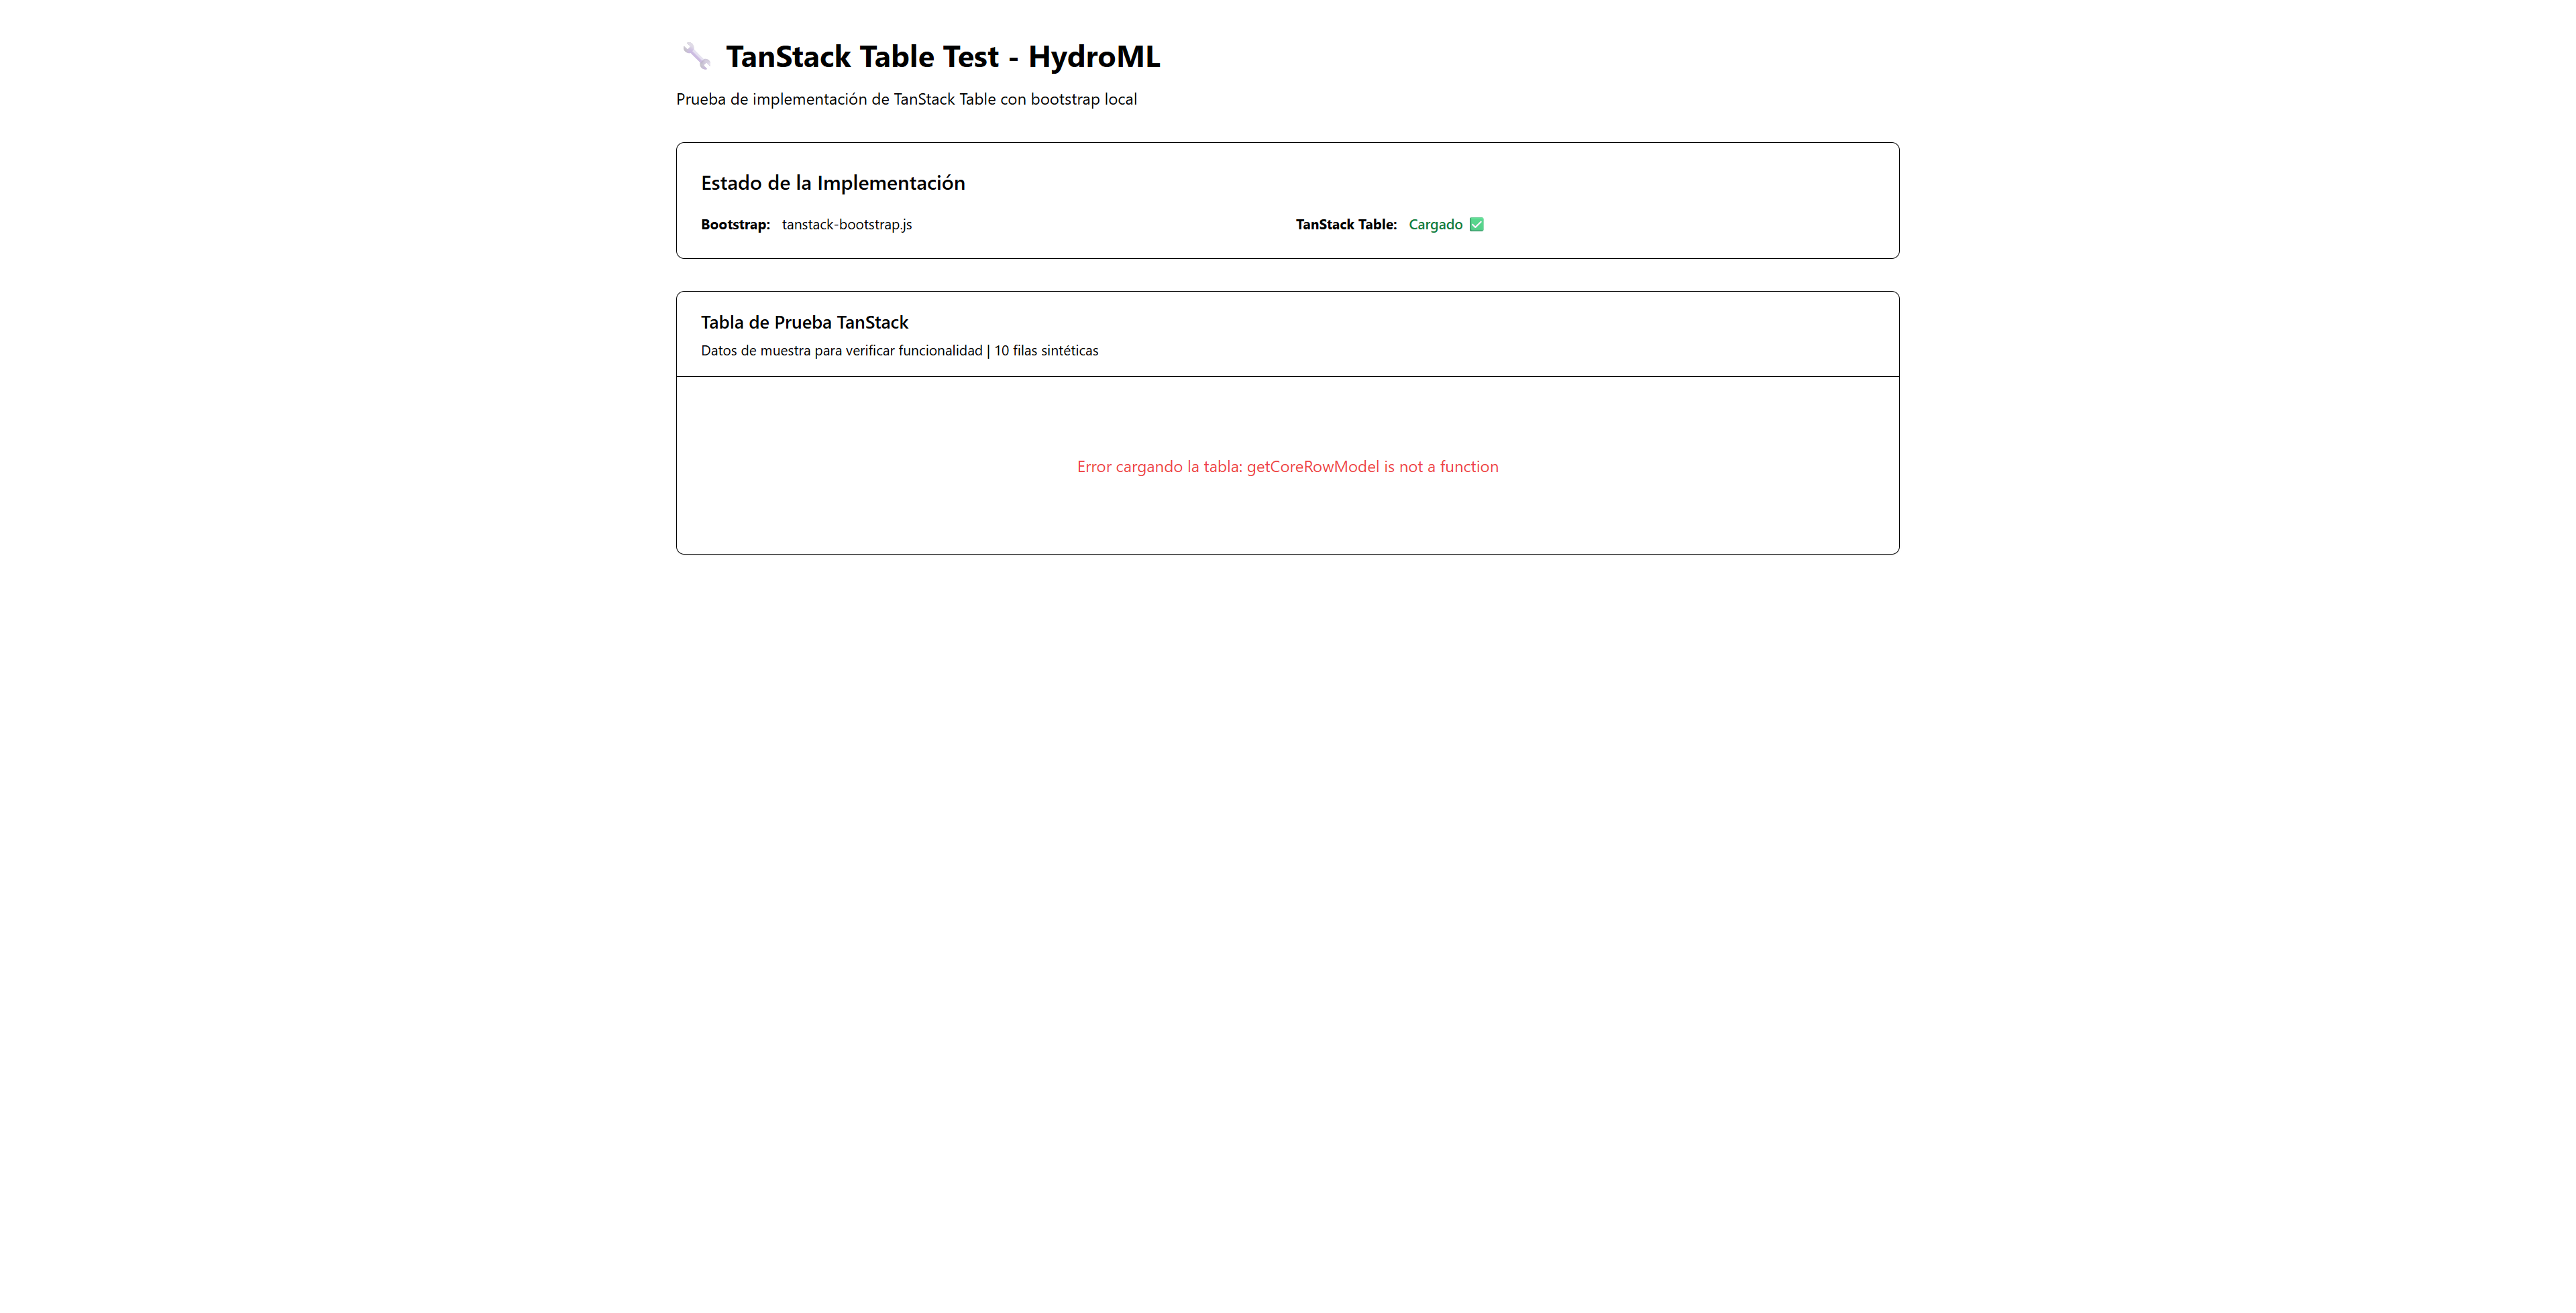 🔧 TanStack Table Test - HydroML
Prueba de implementación de TanStack Table con bootstrap local
Estado de la Implementación
Bootstrap: tanstack-bootstrap.js
TanStack Table: Cargado ✅
Tabla de Prueba TanStack
Datos de muestra para verificar funcionalidad | 10 filas sintéticas
Error cargando la tabla: getCoreRowModel is not a function